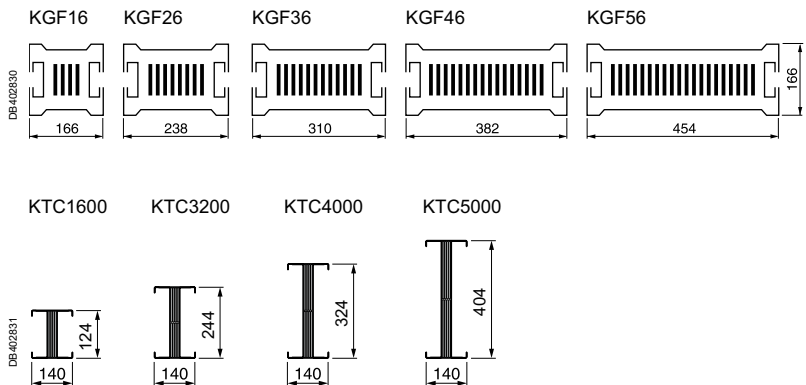 KGF16 KGF26 KGF36 KGF46 KGF56
DB402830
166 238 310 382 454
166
KTC1600 KTC3200 KTC4000 KTC5000
DB402831
124 244 324 404
140 140 140 140